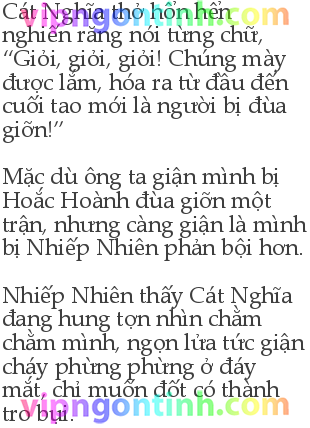 Cát Nghĩa thở hổn hển
nghiến răng nói từng chữ,
“Giỏi, giỏi, giỏi! Chúng mày
được lắm, hóa ra từ đầu đến
cuối tao mới là người bị đùa
giỡn!”
Mặc dù ông ta giận mình bị
Hoắc Hoành đùa giỡn một
trận, nhưng càng giận là mình
bị Nhiếp Nhiên phản bội hơn.
Nhiếp Nhiên thấy Cát Nghĩa
đang hung tợn nhìn chằm
chằm mình, ngọn lửa tức giận
cháy phừng phừng ở đáy
mắt, chỉ muốn đốt cô thành
tro bụi.
vipngontinh.com
vipngontinh.com